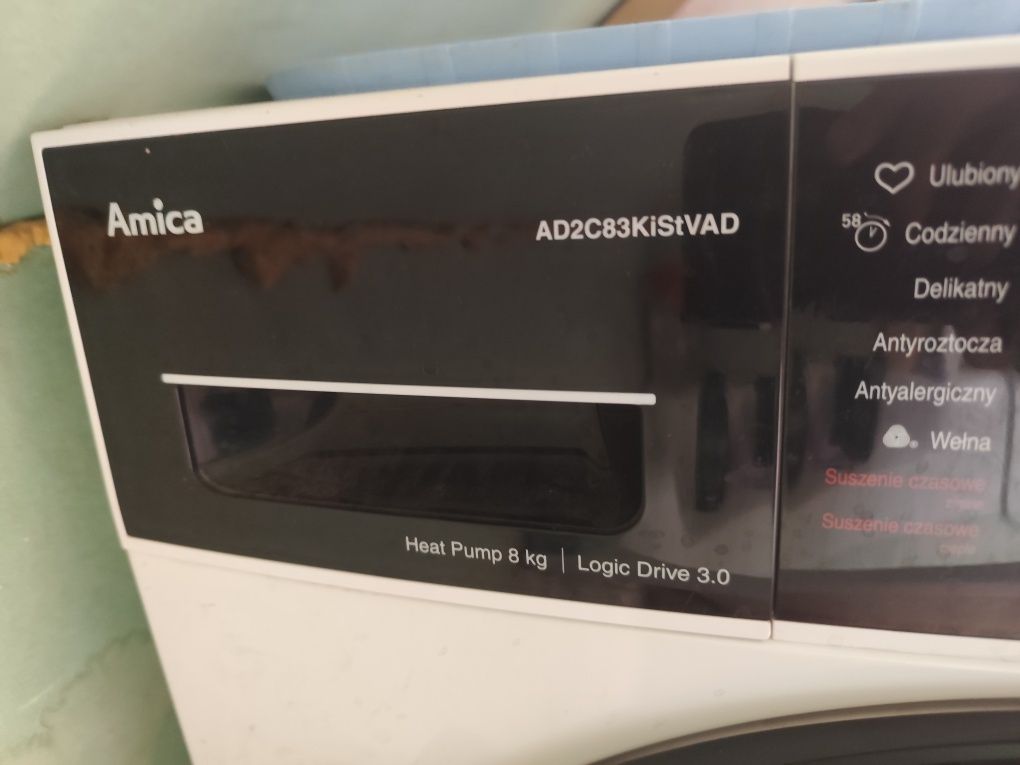 Amica
AD2C83KiStVAD
Heat Pump 8 kg | Logic Drive 3.0
Ulubiony
58 Codzienny
Delikatny
Antyroztocza
Antyalergiczny
Wełna
Suszenie czasowe
Suszenie czasowe